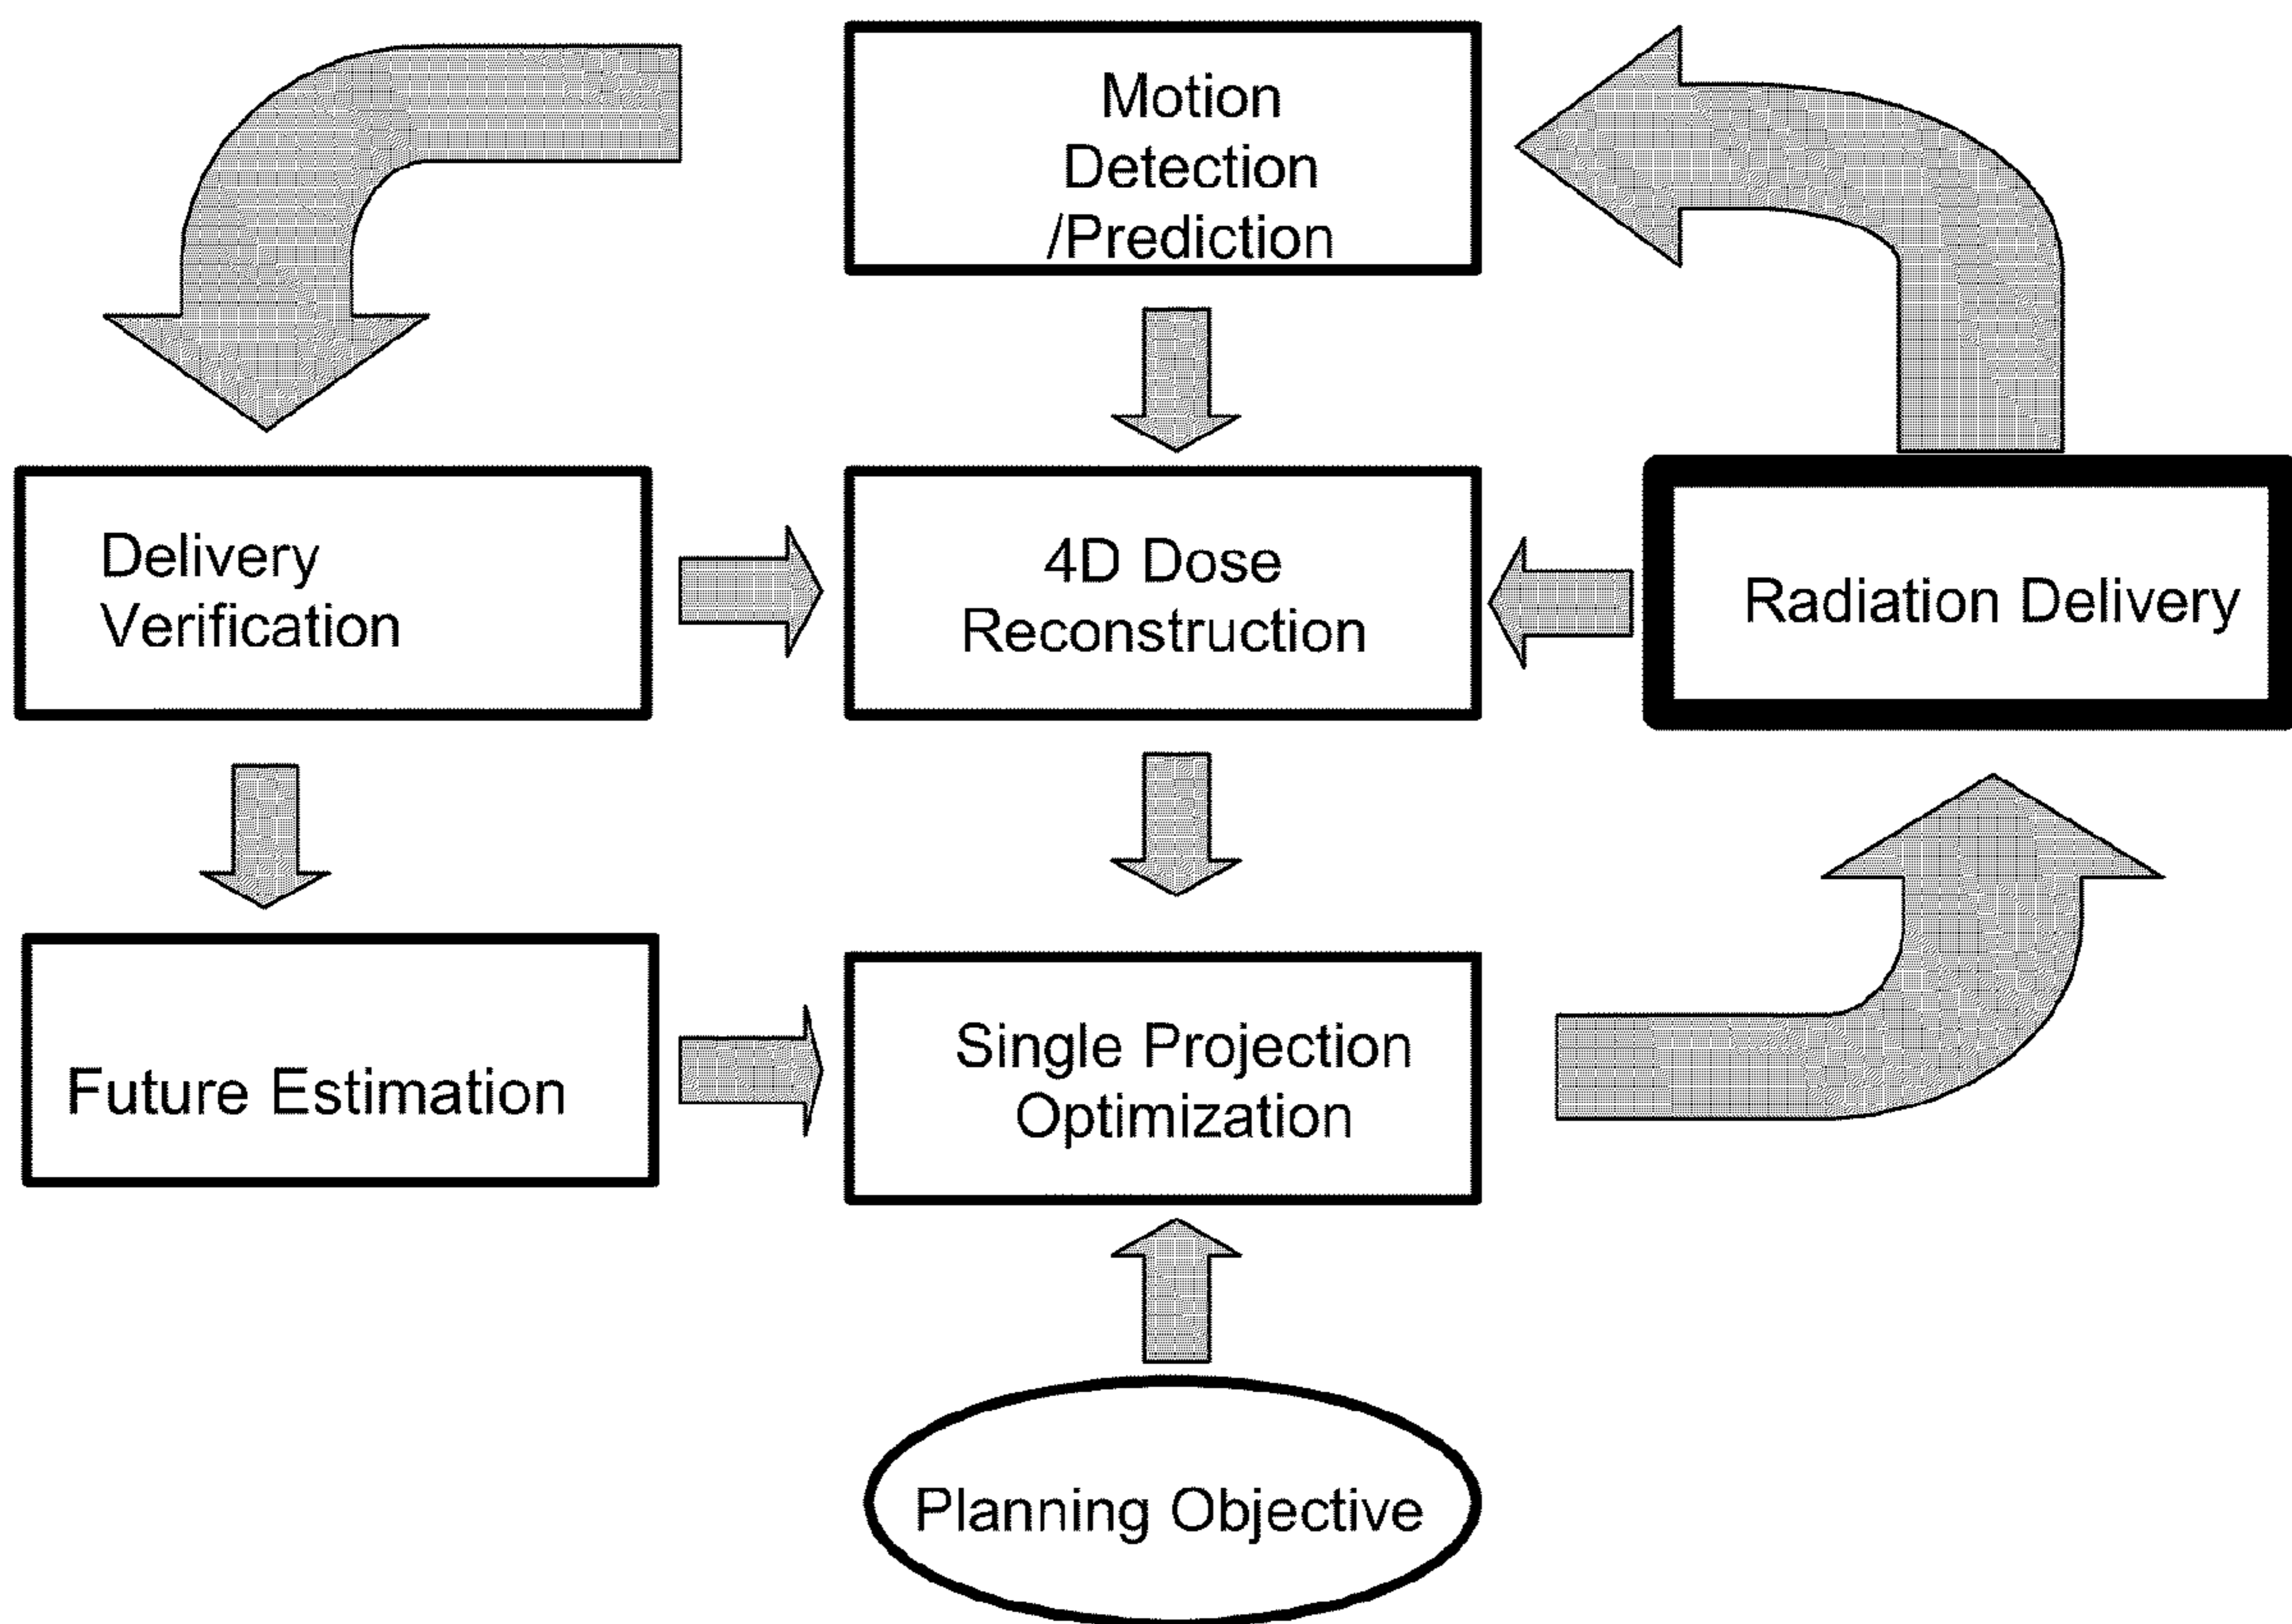 Motion
Detection
/Prediction
Delivery
Verification
4D Dose
Reconstruction
Radiation Delivery
Future Estimation
Single Projection
Optimization
Planning Objective